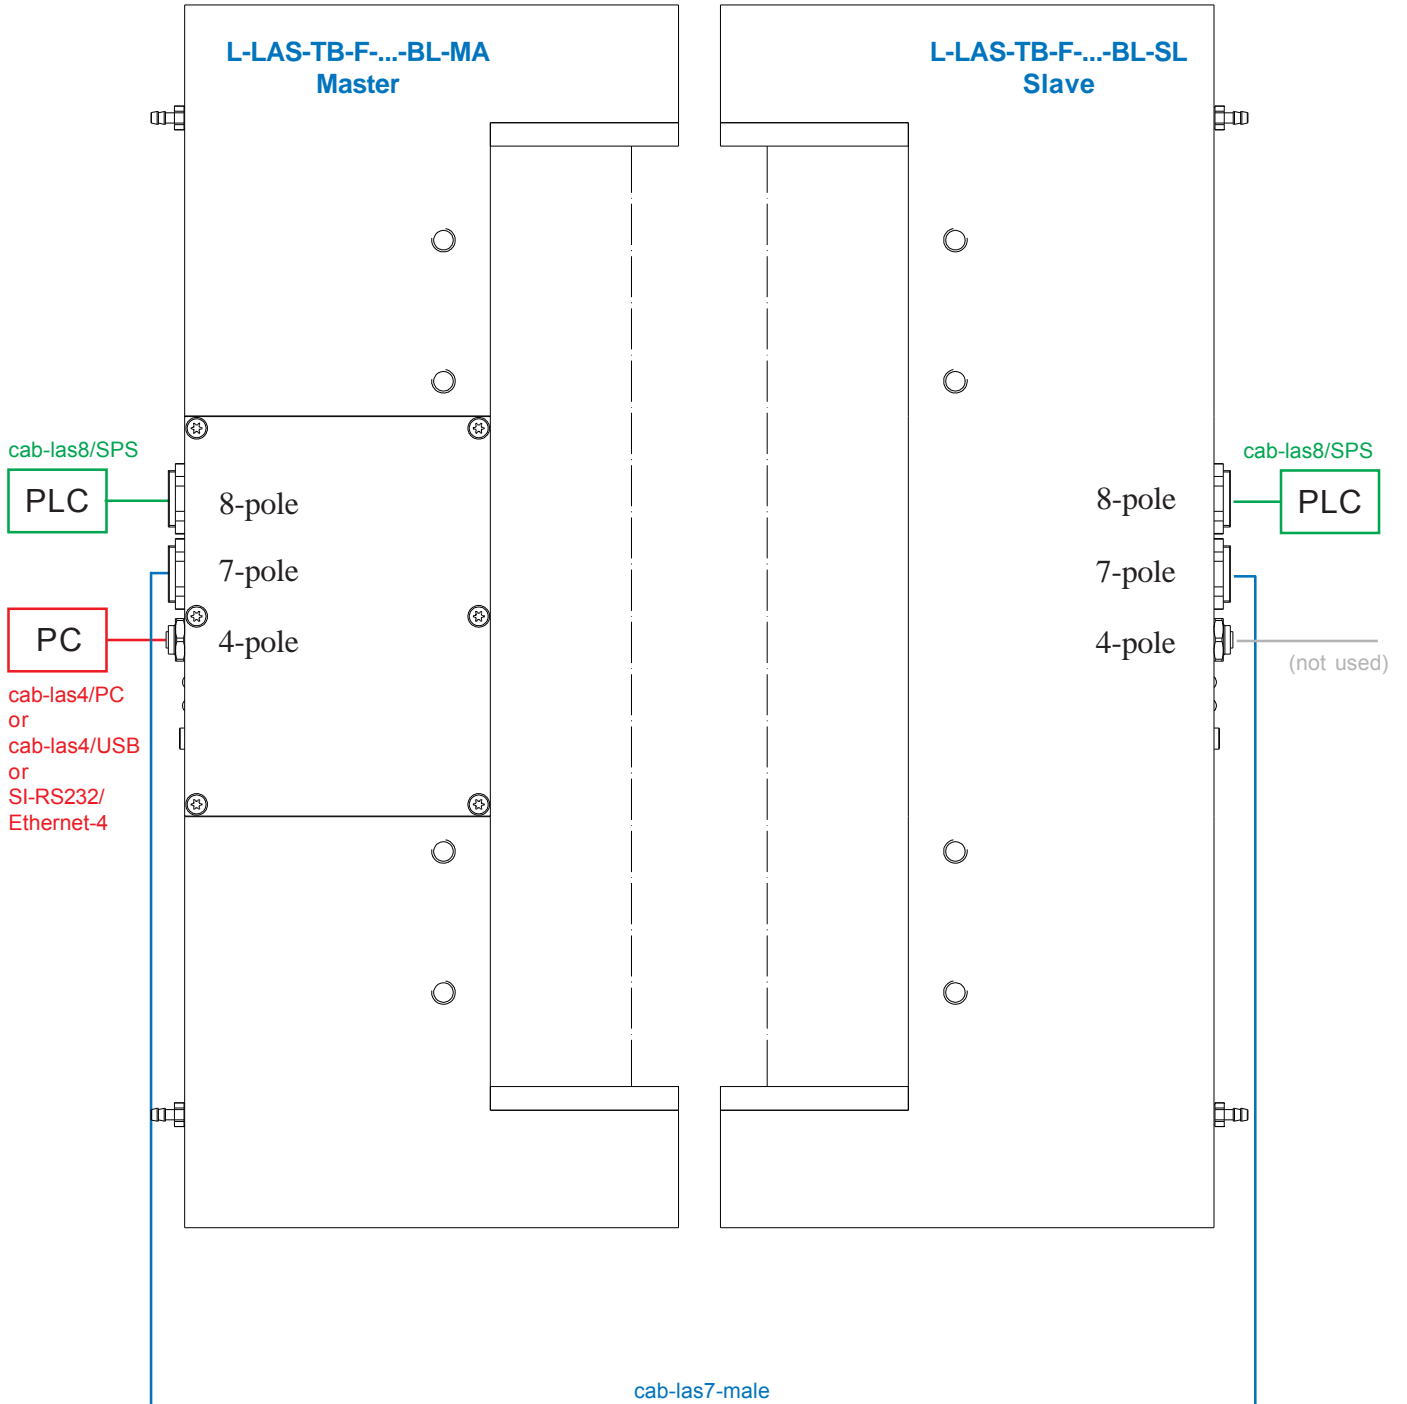 L-LAS-TB-F-...-BL-MA
Master
L-LAS-TB-F-...-BL-SL
Slave
cab-las8/SPS
PLC
8-pole
7-pole
PC
4-pole
cab-las4/PC
or
cab-las4/USB
or
SI-RS232/
Ethernet-4
cab-las8/SPS
8-pole
PLC
7-pole
4-pole
(not used)
cab-las7-male